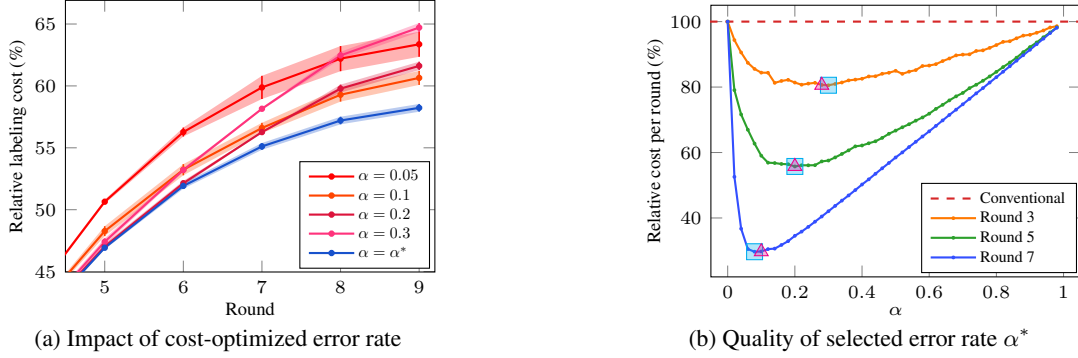 Relative labeling cost (%)
65
60
55
50
45
5 6 7 8 9
Round
α = 0.05
α = 0.1
α = 0.2
α = 0.3
α = α*
(a) Impact of cost-optimized error rate
Relative cost per round (%)
100
80
60
40
0 0.2 0.4 0.6 0.8 1
α
Conventional
Round 3
Round 5
Round 7
(b) Quality of selected error rate α*